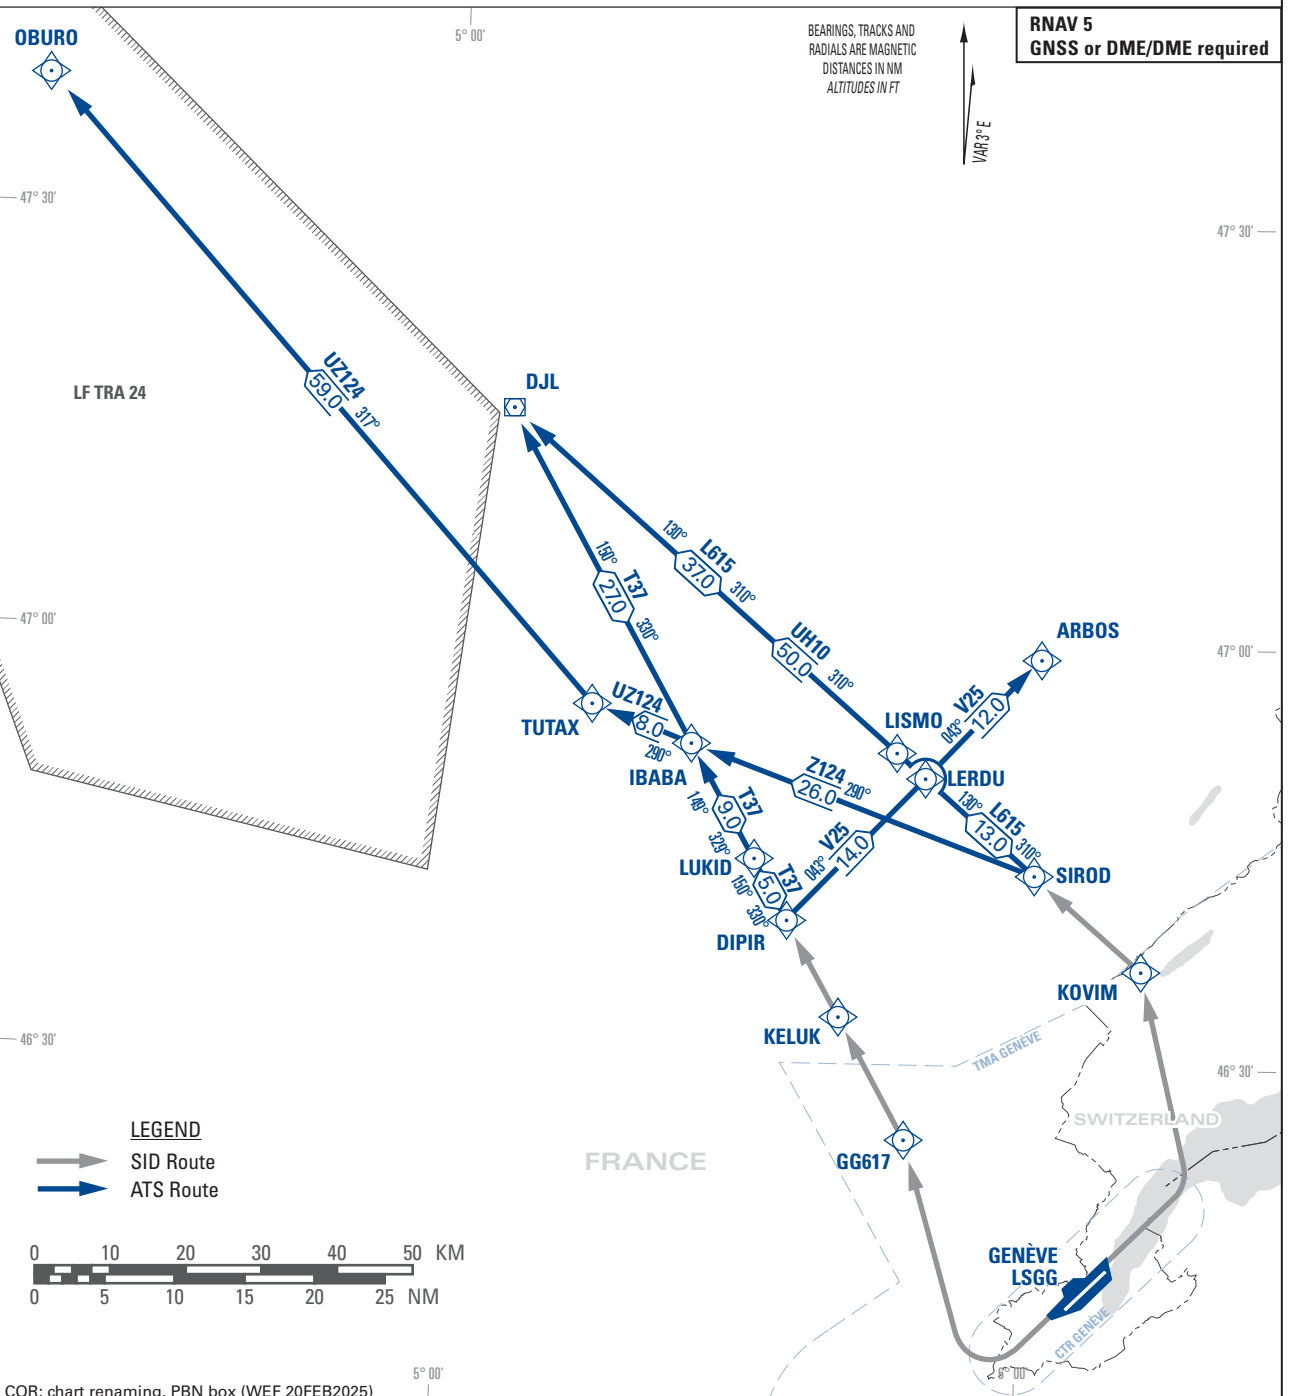 OBURO
5° 00'
BEARINGS, TRACKS AND
RADIALS ARE MAGNETIC
DISTANCES IN NM
ALTITUDES IN FT
VAR 3° E
RNAV 5
GNSS or DME/DME required
47° 30'
47° 30'
LF TRA 24
UZ124
59.0
317°
DJL
130°
L615
37.0
310°
150°
T37
27.0
330°
UH10
50.0
310°
47° 00'
47° 00'
ARBOS
V25
043°
12.0
UZ124
8.0
290°
TUTAX
IBABA
LISMO
LERDU
Z124
290°
26.0
130°
L615
13.0
310°
SIROD
T37
149°
9.0
329°
LUKID
V25
043°
14.0
T37
150°
5.0
330°
DIPIR
KOVIM
KELUK
46° 30'
46° 30'
TMA GENÈVE
SWITZERLAND
FRANCE
GG617
LEGEND
SID Route
ATS Route
0 10 20 30 40 50 KM
0 5 10 15 20 25 NM
GENÈVE
LSGG
CTR GENÈVE
5° 00'
6° 00'
COR: chart renaming, PBN box (WEF 20FEB2025)